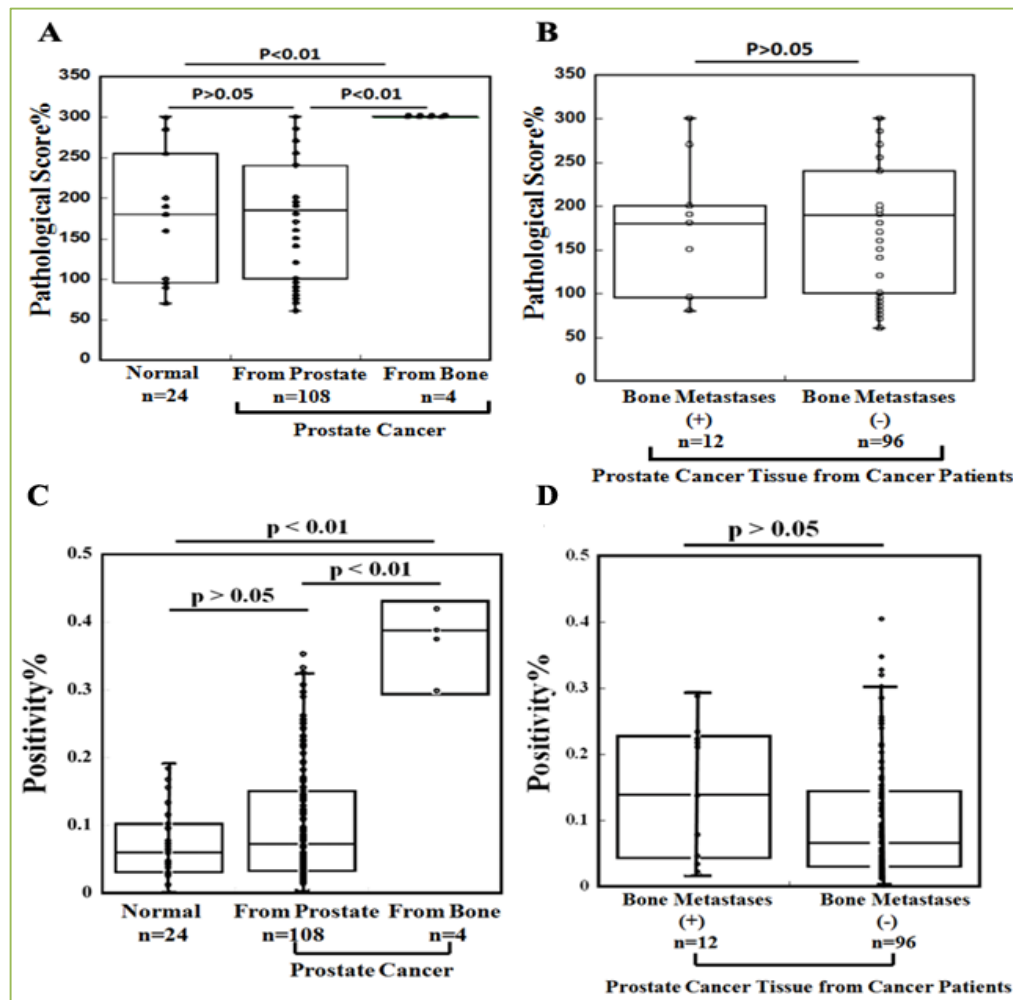 A
P<0.01
P>0.05
P<0.01
Pathological Score%
350
300
250
200
150
100
50
0
Normal
n=24
From Prostate
n=108
From Bone
n=4
Prostate Cancer
B
P>0.05
Pathological Score%
350
300
250
200
150
100
50
0
Bone Metastases
(+)
n=12
Bone Metastases
(-)
n=96
Prostate Cancer Tissue from Cancer Patients
C
p < 0.01
p < 0.01
p > 0.05
Positivity%
0.5
0.4
0.3
0.2
0.1
0
Normal
n=24
From Prostate
n=108
From Bone
n=4
Prostate Cancer
D
p > 0.05
Positivity%
0.5
0.4
0.3
0.2
0.1
0
Bone Metastases
(+)
n=12
Bone Metastases
(-)
n=96
Prostate Cancer Tissue from Cancer Patients